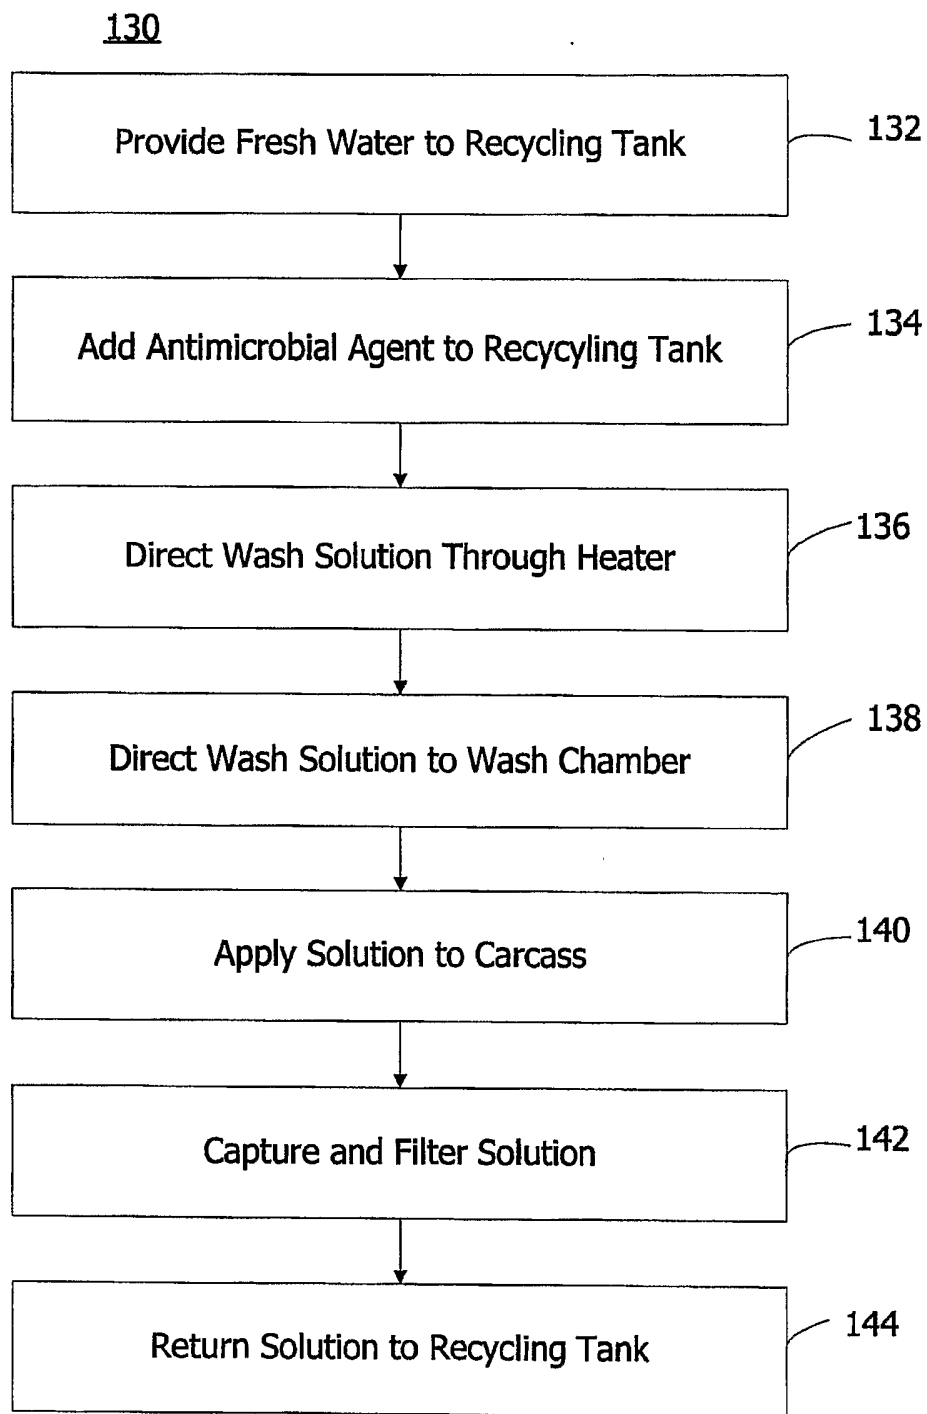 130
Provide Fresh Water to Recycling Tank
132
Add Antimicrobial Agent to Recycyling Tank
134
Direct Wash Solution Through Heater
136
Direct Wash Solution to Wash Chamber
138
Apply Solution to Carcass
140
Capture and Filter Solution
142
Return Solution to Recycling Tank
144